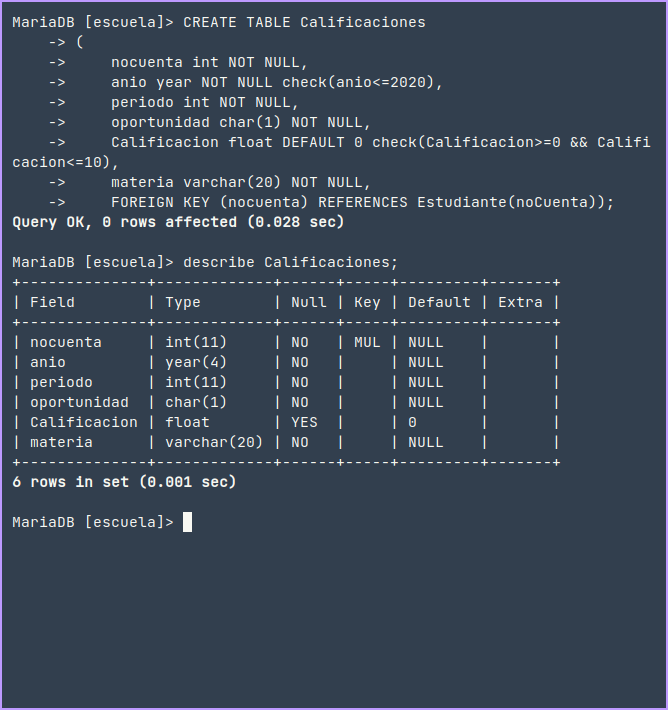 MariaDB [escuela]> CREATE TABLE Calificaciones
    -> (
    ->     nocuenta int NOT NULL,
    ->     anio year NOT NULL check(anio<=2020),
    ->     periodo int NOT NULL,
    ->     oportunidad char(1) NOT NULL,
    ->     Calificacion float DEFAULT 0 check(Calificacion>=0 && Califi
cacion<=10),
    ->     materia varchar(20) NOT NULL,
    ->     FOREIGN KEY (nocuenta) REFERENCES Estudiante(noCuenta));
Query OK, 0 rows affected (0.028 sec)

MariaDB [escuela]> describe Calificaciones;
+--------------+-------------+------+-----+---------+-------+
| Field        | Type        | Null | Key | Default | Extra |
+--------------+-------------+------+-----+---------+-------+
| nocuenta     | int(11)     | NO   | MUL | NULL    |       |
| anio         | year(4)     | NO   |     | NULL    |       |
| periodo      | int(11)     | NO   |     | NULL    |       |
| oportunidad  | char(1)     | NO   |     | NULL    |       |
| Calificacion | float       | YES  |     | 0       |       |
| materia      | varchar(20) | NO   |     | NULL    |       |
+--------------+-------------+------+-----+---------+-------+
6 rows in set (0.001 sec)

MariaDB [escuela]>